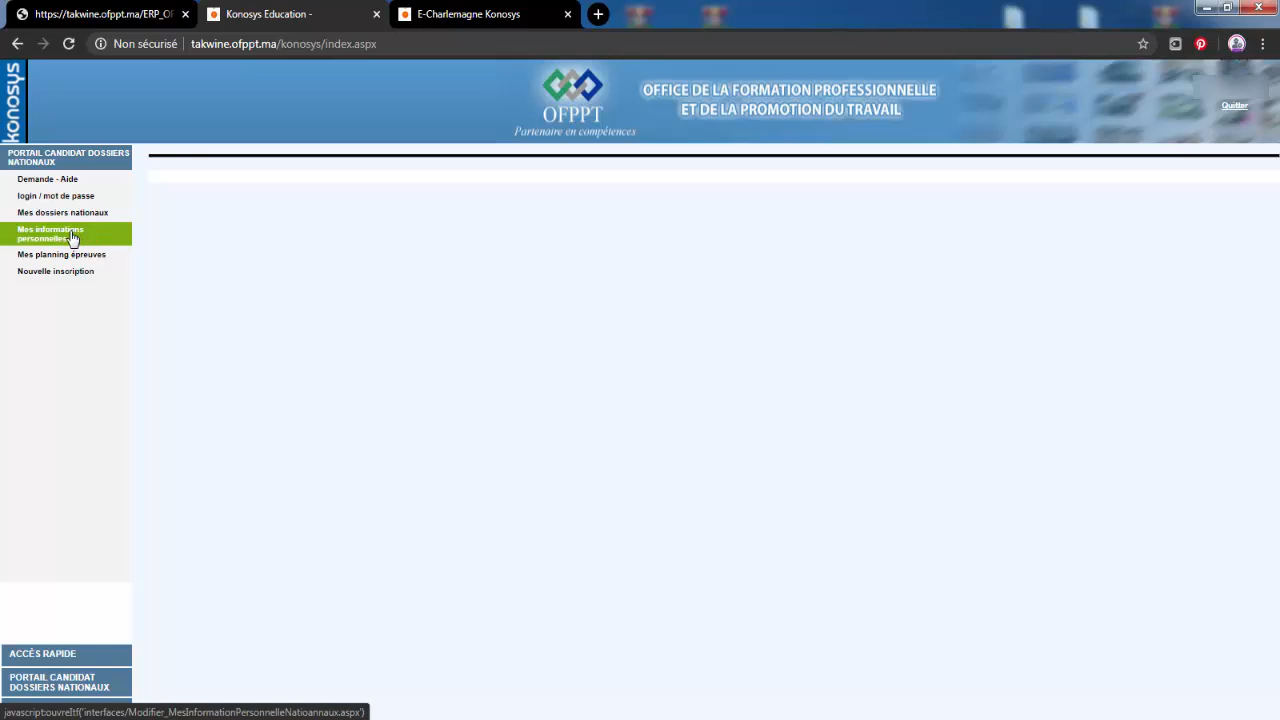 https://takwine.ofppt.ma/ERP_OF
Konosys Education -
E-Charlemagne Konosys
Non sécurisé
takwine.ofppt.ma/konosys/index.aspx
konosys
OFPPT
Partenaire en compétences
OFFICE DE LA FORMATION PROFESSIONNELLE
ET DE LA PROMOTION DU TRAVAIL
Quitter
PORTAIL CANDIDAT DOSSIERS
NATIONAUX
Demande - Aide
login / mot de passe
Mes dossiers nationaux
Mes informations
personnelles
Mes planning épreuves
Nouvelle inscription
ACCÈS RAPIDE
PORTAIL CANDIDAT
DOSSIERS NATIONAUX
javascript:ouvreItf('interfaces/Modifier_MesInformationPersonnelleNatioannaux.aspx')